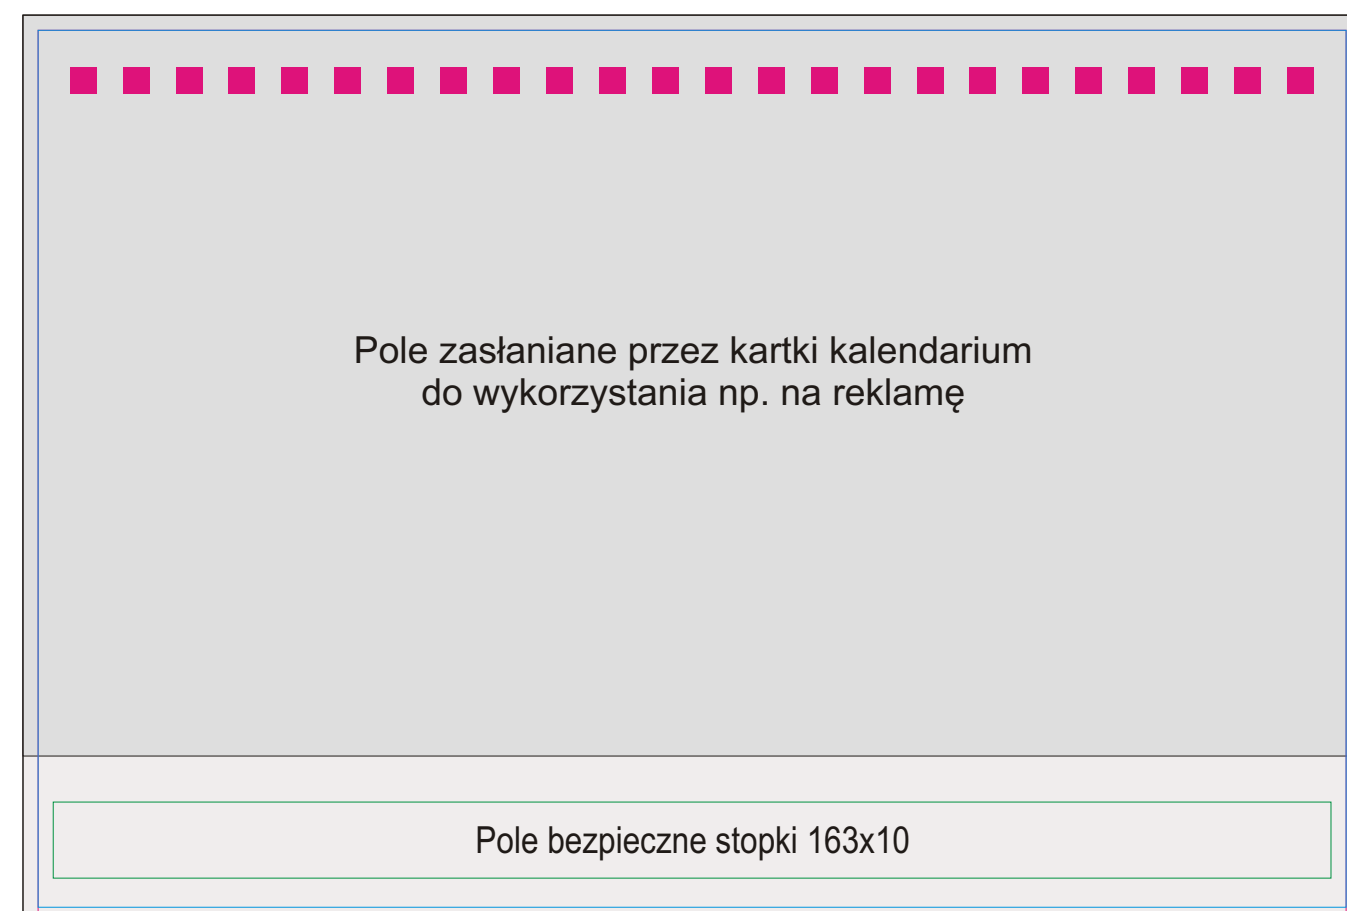 Pole zasłaniane przez kartki kalendarium
do wykorzystania np. na reklamę
Pole bezpieczne stopki 163x10